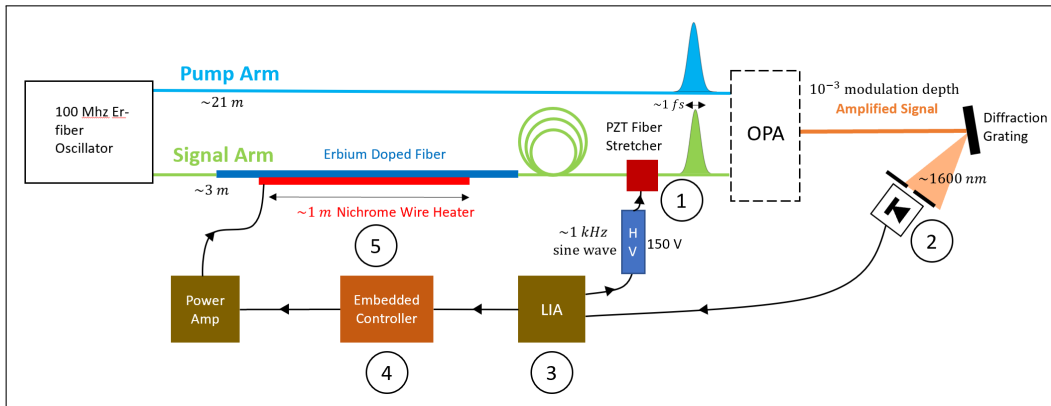 Pump Arm
~21 m
100 Mhz Er-
fiber
Oscillator
Signal Arm
~3 m
Erbium Doped Fiber
~1 m Nichrome Wire Heater
5
~1 fs
PZT Fiber
Stretcher
1
OPA
10⁻³ modulation depth
Amplified Signal
Diffraction
Grating
~1600 nm
2
~1 kHz
sine wave
H
V
150 V
Power
Amp
Embedded
Controller
4
LIA
3